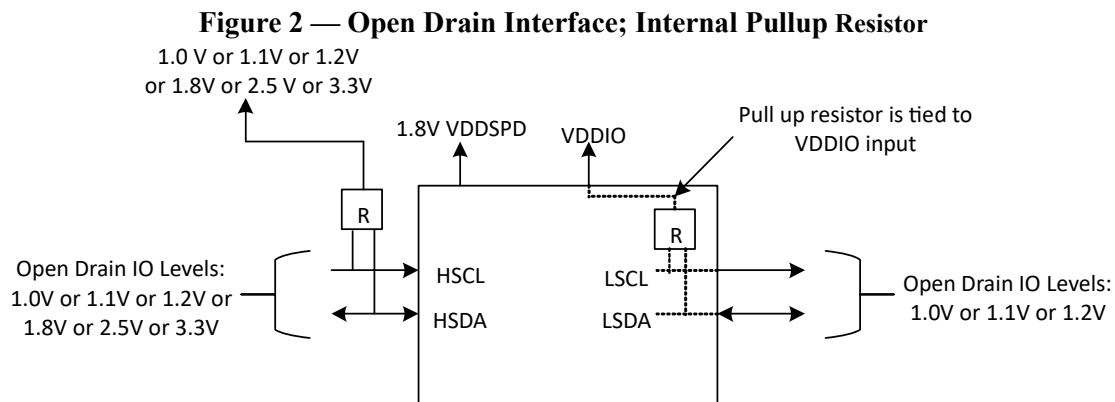 Figure 2 — Open Drain Interface; Internal Pullup Resistor
1.0 V or 1.1V or 1.2V
or 1.8V or 2.5 V or 3.3V
1.8V VDDSPD
VDDIO
Pull up resistor is tied to
VDDIO input
R
R
Open Drain IO Levels:
1.0V or 1.1V or 1.2V or
1.8V or 2.5V or 3.3V
HSCL
HSDA
LSCL
LSDA
Open Drain IO Levels:
1.0V or 1.1V or 1.2V